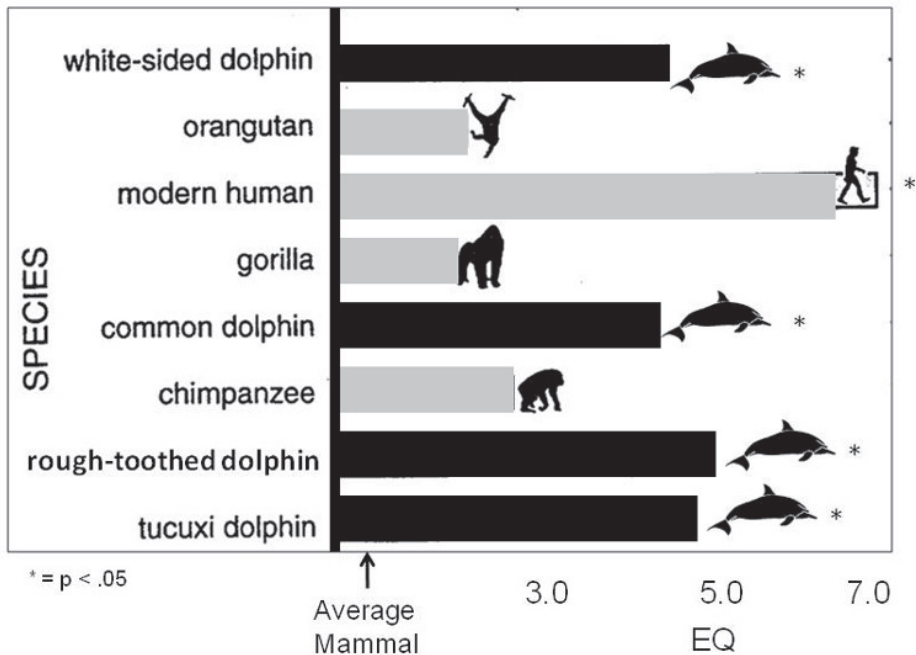 white-sided dolphin
*
orangutan
modern human
*
gorilla
SPECIES
common dolphin
*
chimpanzee
rough-toothed dolphin
*
tucuxi dolphin
*
* = p < .05
Average
Mammal
3.0
5.0
7.0
EQ